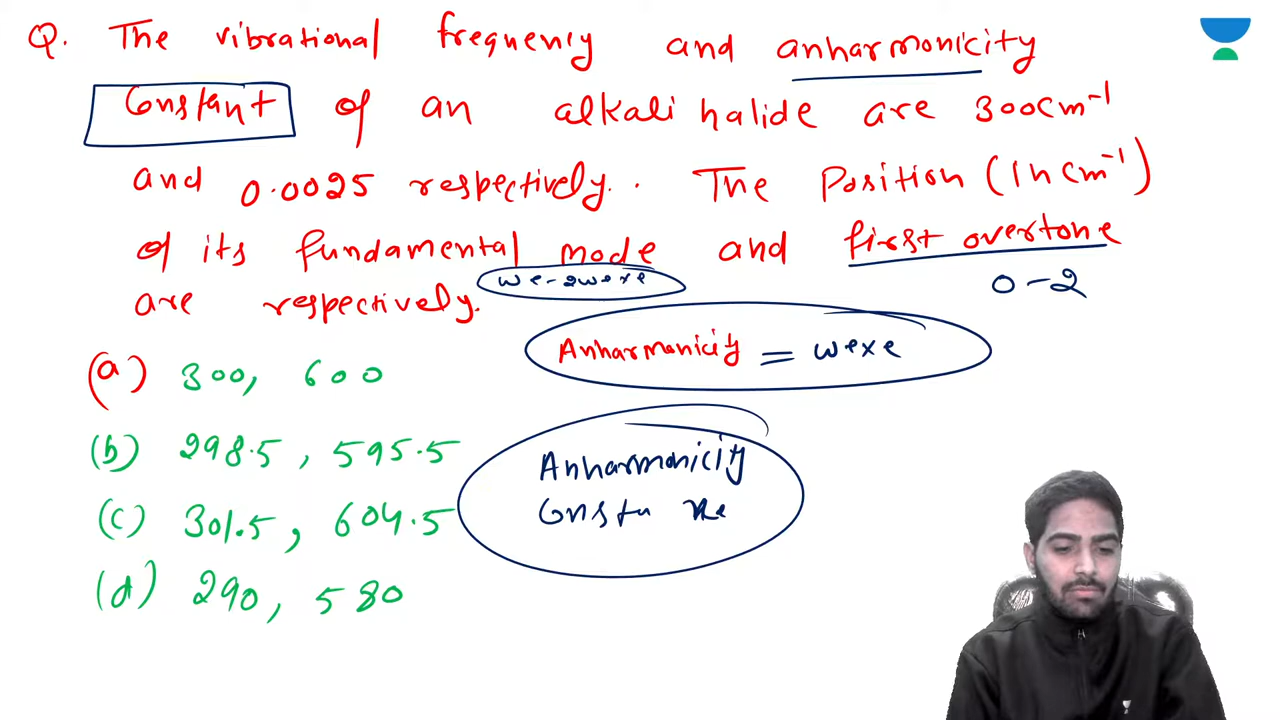 Q. The vibrational frequency and anharmonicity
Constant of an alkali halide are 300cm⁻¹
and 0.0025 respectively. The Position (In cm⁻¹)
of its fundamental mode and first overtone
we-2wexe
0-2
are respectively.
Anharmonicity = wexe
(a) 300, 600
(b) 298.5, 595.5
Anharmonicity
Constn xe
(c) 301.5, 604.5
(d) 290, 580